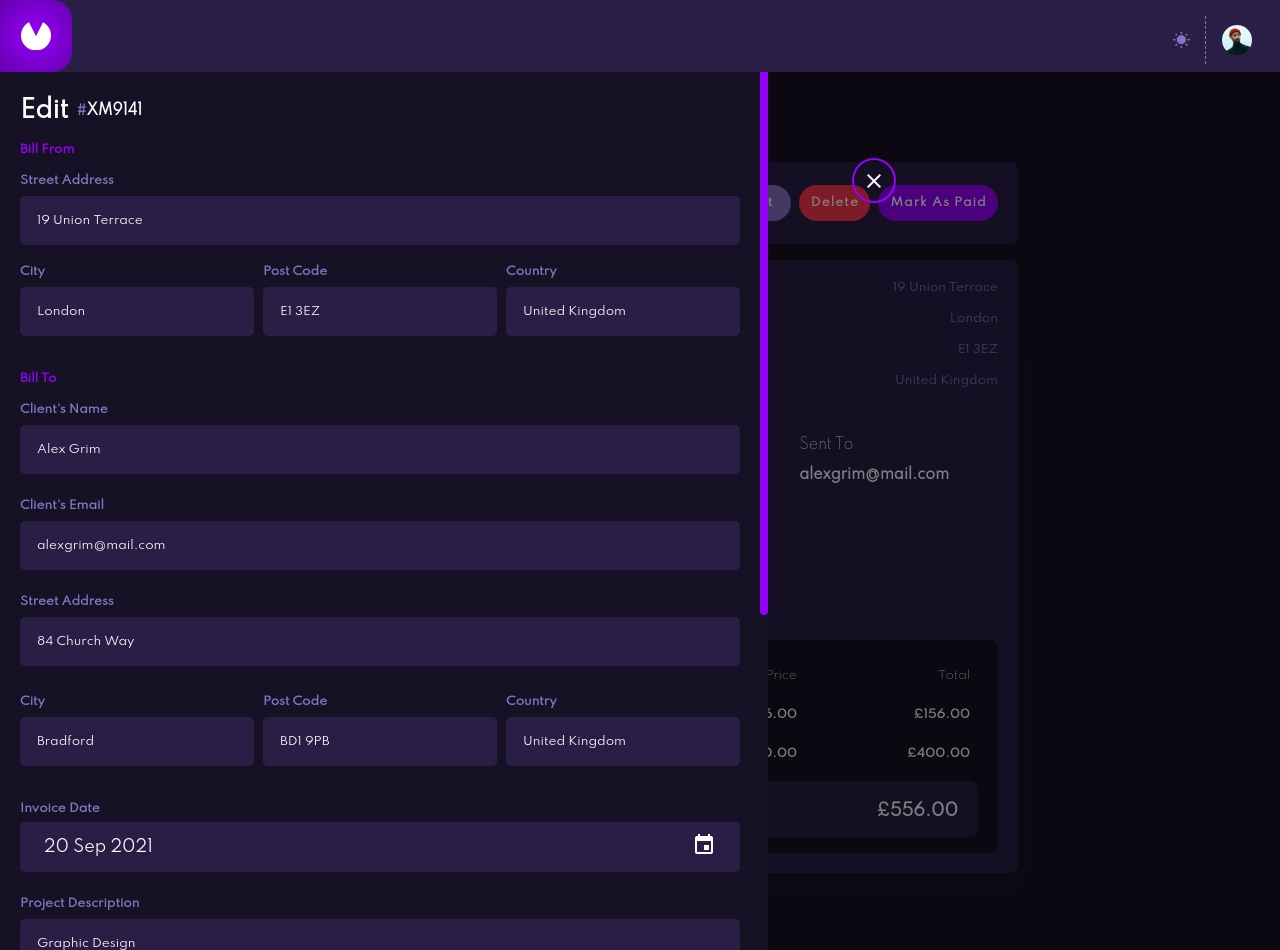 Edit #XM9141
Bill From
Street Address
19 Union Terrace
City Post Code Country
London E1 3EZ United Kingdom
Bill To
Client's Name
Alex Grim
Client's Email
alexgrim@mail.com
Street Address
84 Church Way
City Post Code Country
Bradford BD1 9PB United Kingdom
Invoice Date
20 Sep 2021
Project Description
Graphic Design
Delete Mark As Paid
19 Union Terrace
London
E1 3EZ
United Kingdom
Sent To
alexgrim@mail.com
Price Total
6.00 £156.00
0.00 £400.00
£556.00